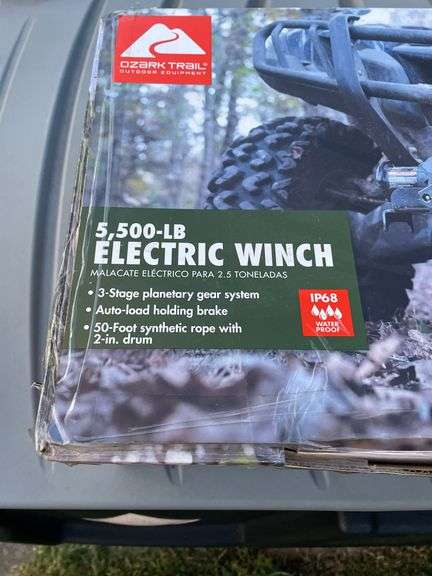 OZARK TRAIL
OUTDOOR EQUIPMENT
5,500-LB
ELECTRIC WINCH
MALACATE ELÉCTRICO PARA 2.5 TONELADAS
• 3-Stage planetary gear system
• Auto-load holding brake
• 50-Foot synthetic rope with
2-in. drum
IP68
WATER
PROOF